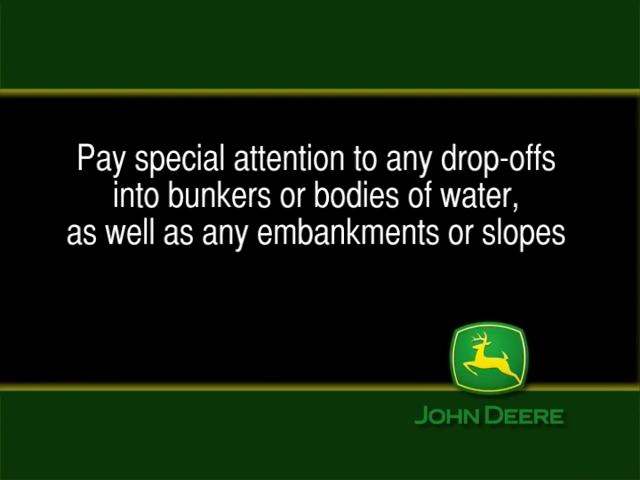 Pay special attention to any drop-offs
into bunkers or bodies of water,
as well as any embankments or slopes
JOHN DEERE